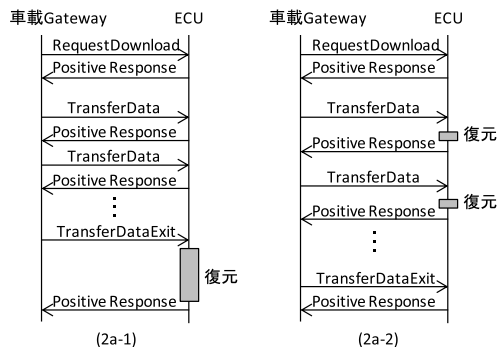 車載Gateway ECU
RequestDownload
Positive Response
TransferData
Positive Response
TransferData
Positive Response
TransferDataExit
復元
Positive Response
(2a-1)
車載Gateway ECU
RequestDownload
Positive Response
TransferData
復元
Positive Response
TransferData
復元
Positive Response
TransferDataExit
Positive Response
(2a-2)